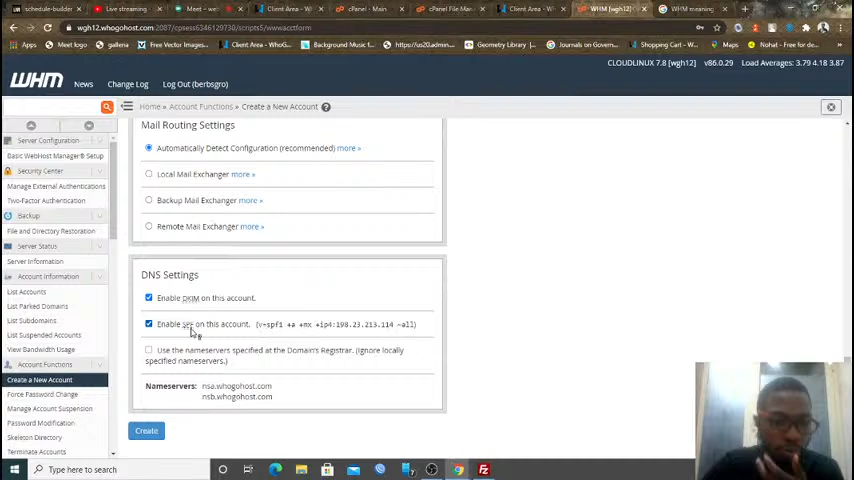 schedule-builder
Live streaming
Meet –
Client Area –
cPanel - Main
cPanel File Ma
Client Area –
WHM [wgh12]
WHM meaning
wgh12.whogohost.com:2087/cpsess6346129730/scripts5/wwwacctform
Apps
Meet logo
galleria
Free Vector Images
Client Area - WhoG...
Background Music f...
https://us20.admin...
Geometry Library |...
Journals on Govern...
Shopping Cart - W...
Maps
Nohat - Free for de...
CLOUDLINUX 7.8 [wgh12] v86.0.29 Load Averages: 3.79 4.18 3.87
WHM News Change Log Log Out (berbsgro)
Home » Account Functions » Create a New Account
Server Configuration
Basic WebHost Manager® Setup
Security Center
Manage External Authentications
Two-Factor Authentication
Backup
File and Directory Restoration
Server Status
Server Information
Account Information
List Accounts
List Parked Domains
List Subdomains
List Suspended Accounts
View Bandwidth Usage
Account Functions
Create a New Account
Force Password Change
Manage Account Suspension
Password Modification
Skeleton Directory
Terminate Accounts
Mail Routing Settings
Automatically Detect Configuration (recommended) more »
Local Mail Exchanger more »
Backup Mail Exchanger more »
Remote Mail Exchanger more »
DNS Settings
Enable DKIM on this account.
Enable SPF on this account. (v=spf1 +a +mx +ip4:198.23.213.114 ~all)
Use the nameservers specified at the Domain's Registrar. (Ignore locally
specified nameservers.)
Nameservers: nsa.whogohost.com
nsb.whogohost.com
Create
Type here to search